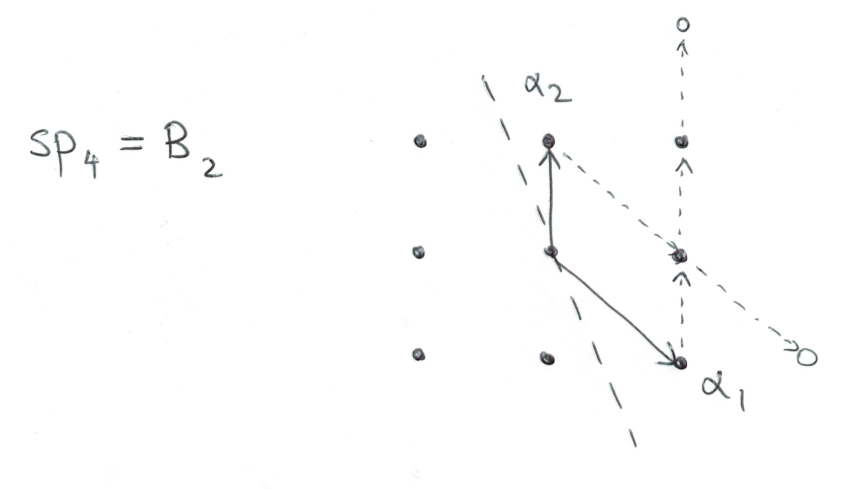 α₂
sp₄ = B₂
α₁